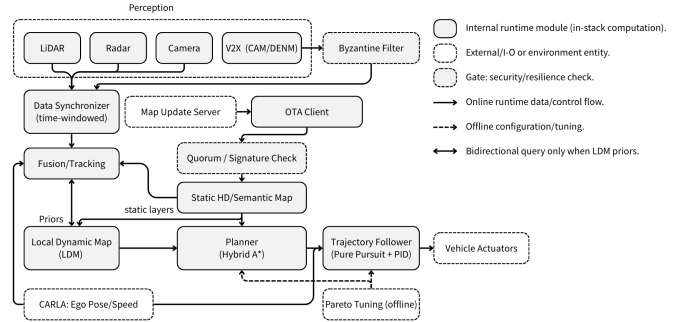 Perception
LiDAR
Radar
Camera
V2X (CAM/DENM)
Byzantine Filter
Data Synchronizer
(time-windowed)
Map Update Server
OTA Client
Fusion/Tracking
Quorum / Signature Check
Static HD/Semantic Map
Priors
static layers
Local Dynamic Map
(LDM)
Planner
(Hybrid A*)
Trajectory Follower
(Pure Pursuit + PID)
Vehicle Actuators
CARLA: Ego Pose/Speed
Pareto Tuning (offline)
Internal runtime module (in-stack computation).
External/I-O or environment entity.
Gate: security/resilience check.
Online runtime data/control flow.
Offline configuration/tuning.
Bidirectional query only when LDM priors.